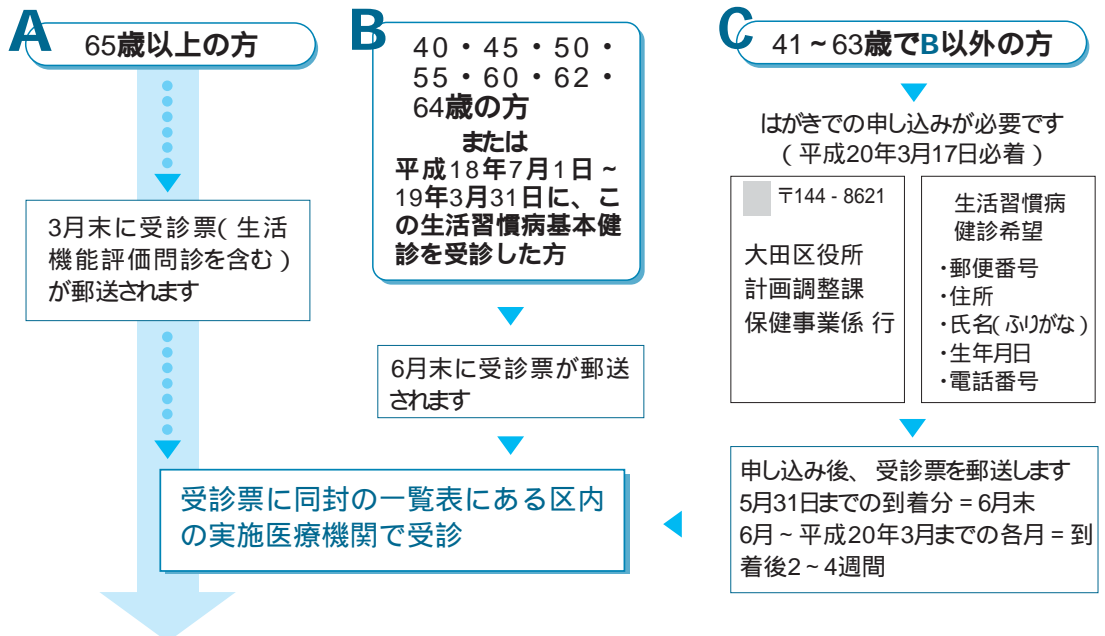 A
65歳以上の方
3月末に受診票(生活
機能評価問診を含む)
が郵送されます
B
40・45・50・
55・60・62・
64歳の方
または
平成18年7月1日~
19年3月31日に、こ
の生活習慣病基本健
診を受診した方
6月末に受診票が郵送
されます
受診票に同封の一覧表にある区内
の実施医療機関で受診
C
41~63歳でB以外の方
はがきでの申し込みが必要です
(平成20年3月17日必着)
〒144-8621
大田区役所
計画調整課
保健事業係 行
生活習慣病
健診希望
・郵便番号
・住所
・氏名(ふりがな)
・生年月日
・電話番号
申し込み後、受診票を郵送します
5月31日までの到着分=6月末
6月~平成20年3月までの各月=到
着後2~4週間